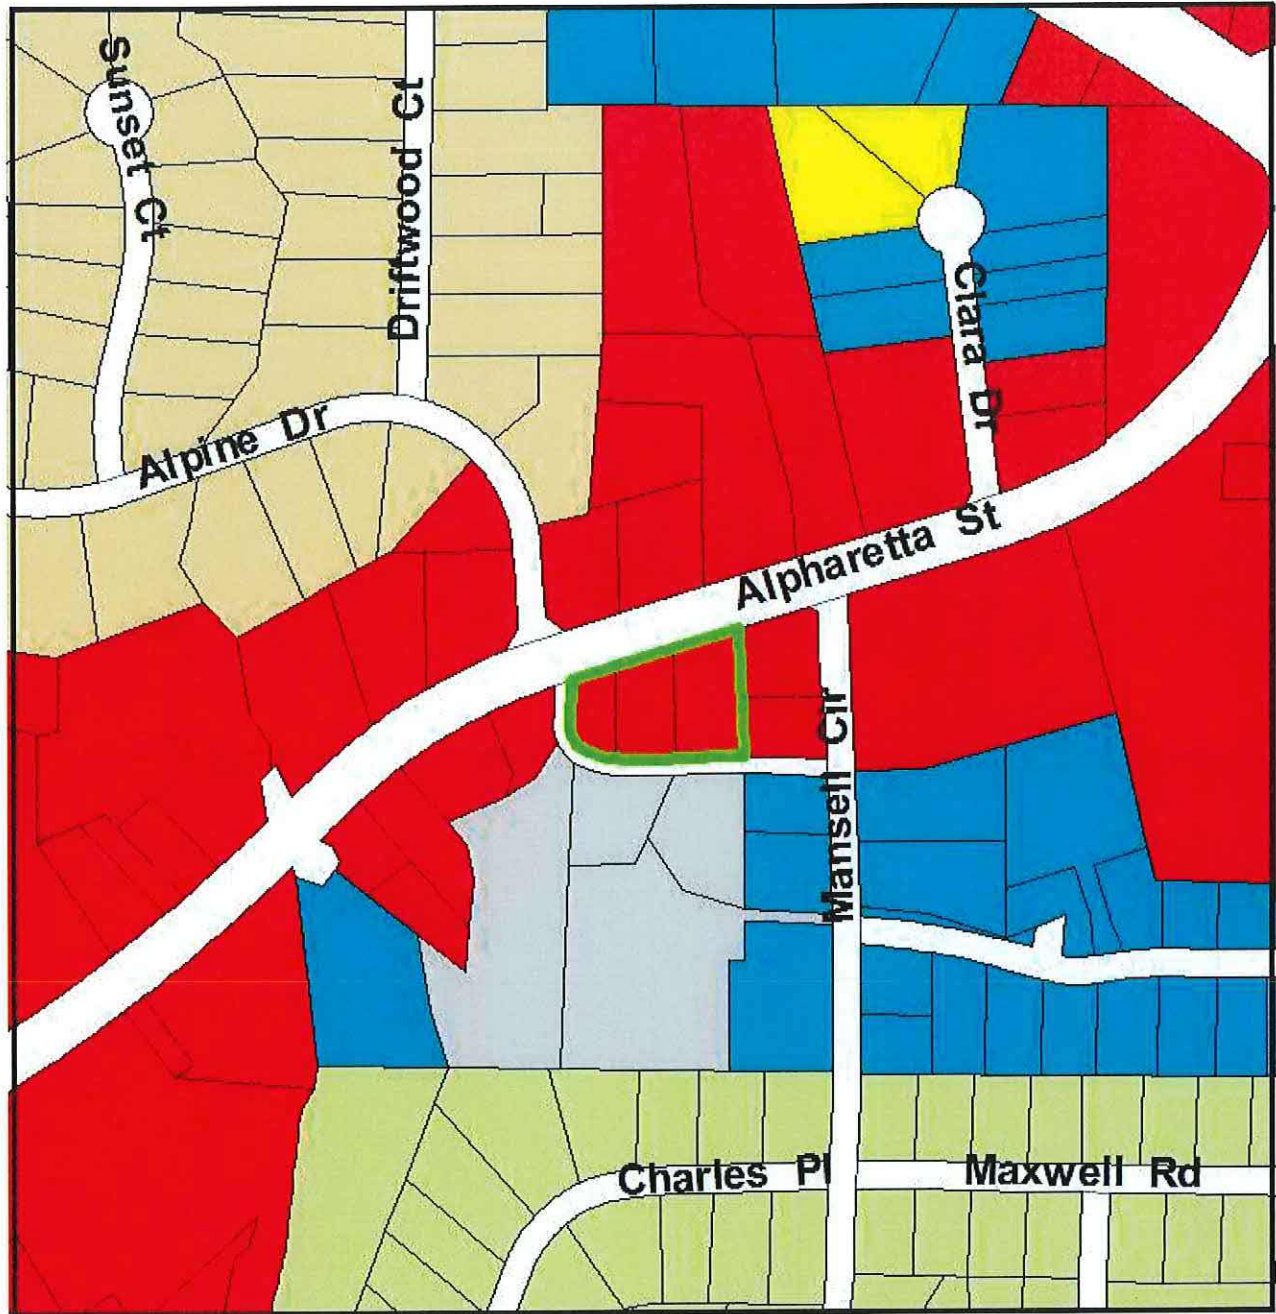 Sunset Ct
Driftwood Ct
Clara Dr
Alpine Dr
Alpharetta St
Mansell Cir
Charles Pl
Maxwell Rd